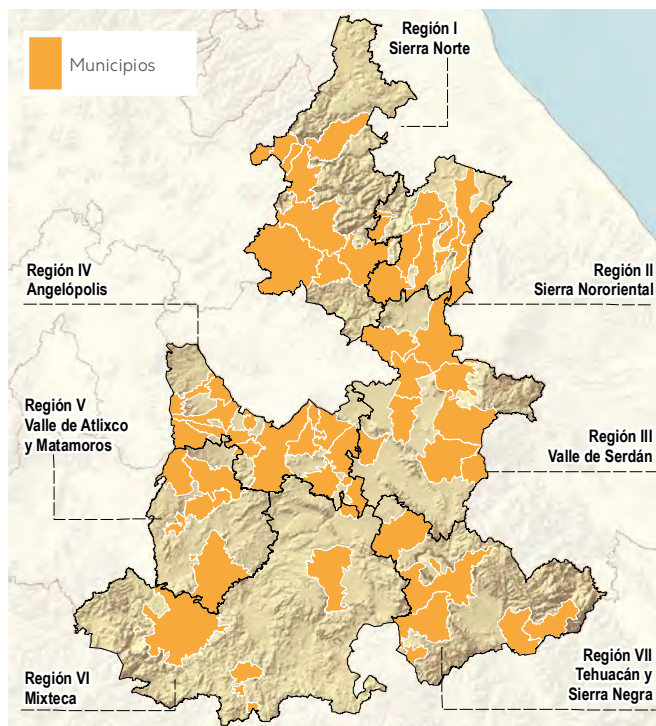 Región I
Sierra Norte
Municipios
Región IV
Angelópolis
Región II
Sierra Nororiental
Región V
Valle de Atlixco
y Matamoros
Región III
Valle de Serdán
Región VI
Mixteca
Región VII
Tehuacán y
Sierra Negra